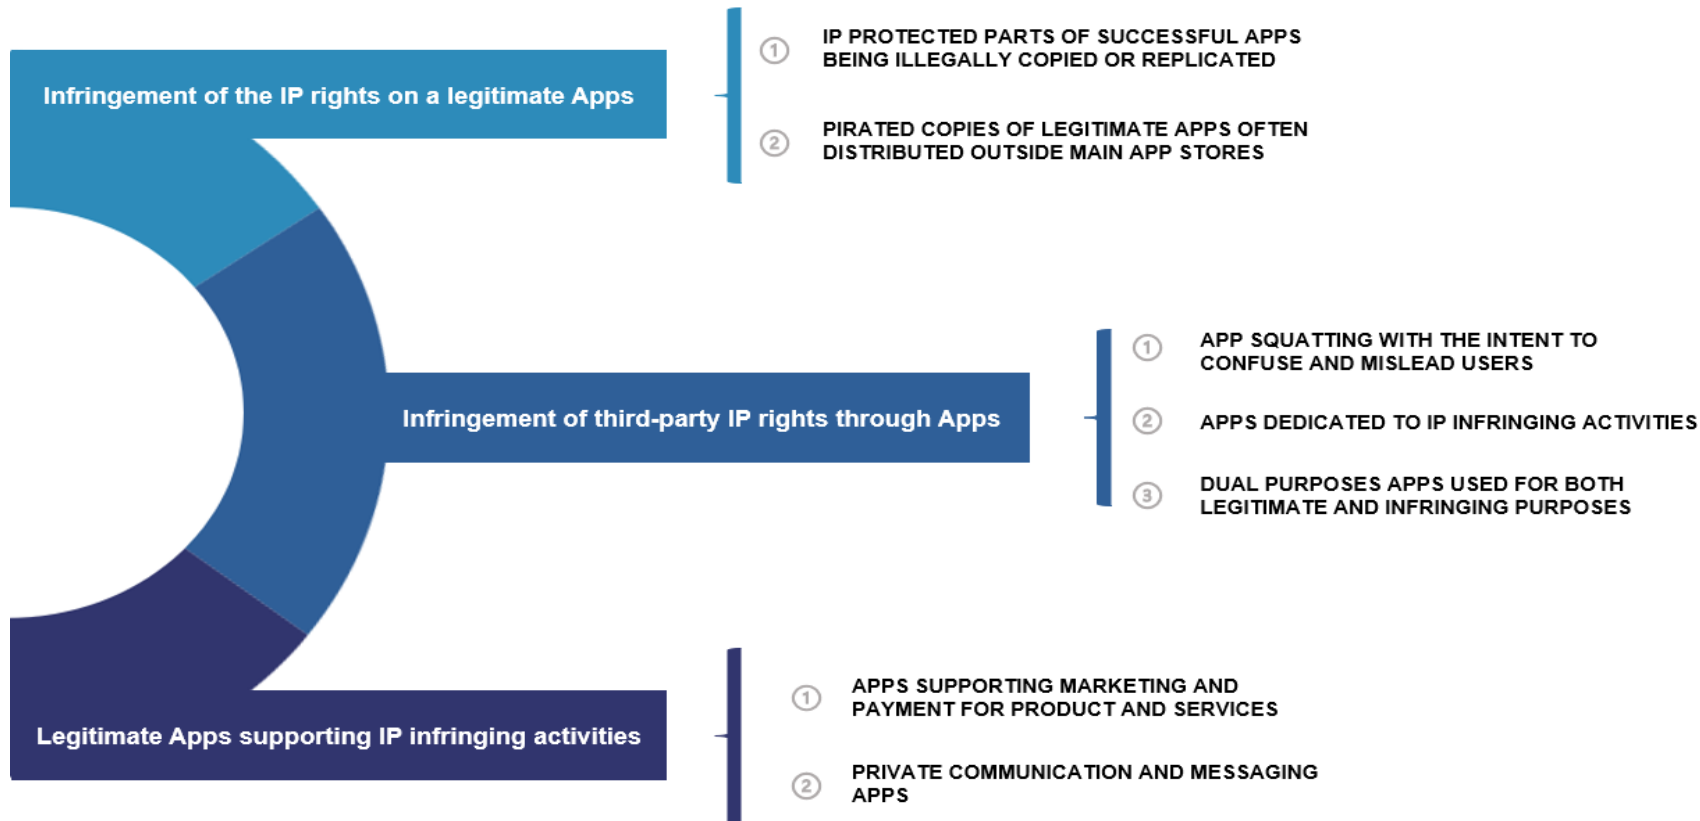 Infringement of the IP rights on a legitimate Apps
1
IP PROTECTED PARTS OF SUCCESSFUL APPS
BEING ILLEGALLY COPIED OR REPLICATED
2
PIRATED COPIES OF LEGITIMATE APPS OFTEN
DISTRIBUTED OUTSIDE MAIN APP STORES
Infringement of third-party IP rights through Apps
1
APP SQUATTING WITH THE INTENT TO
CONFUSE AND MISLEAD USERS
2
APPS DEDICATED TO IP INFRINGING ACTIVITIES
3
DUAL PURPOSES APPS USED FOR BOTH
LEGITIMATE AND INFRINGING PURPOSES
Legitimate Apps supporting IP infringing activities
1
APPS SUPPORTING MARKETING AND
PAYMENT FOR PRODUCT AND SERVICES
2
PRIVATE COMMUNICATION AND MESSAGING
APPS